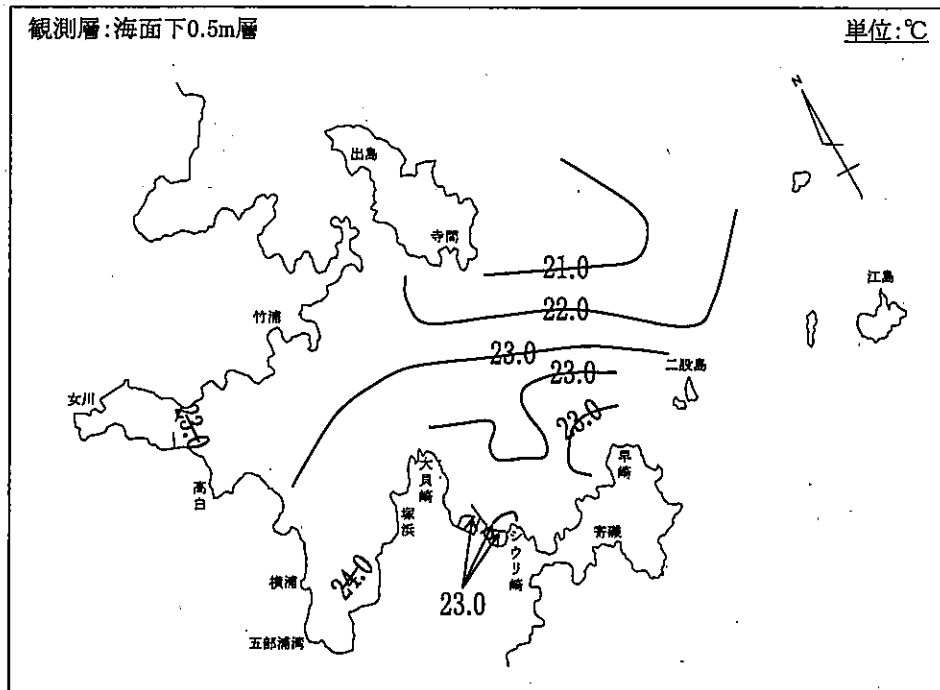 観測層:海面下0.5m層
単位:℃
N
出島
寺間
21.0
江島
22.0
竹浦
23.0
23.0
二股島
女川
23.0
23.0
高白
大貝崎
早崎
塚浜
寄磯
シウリ崎
横浦
24.0
23.0
五部浦湾